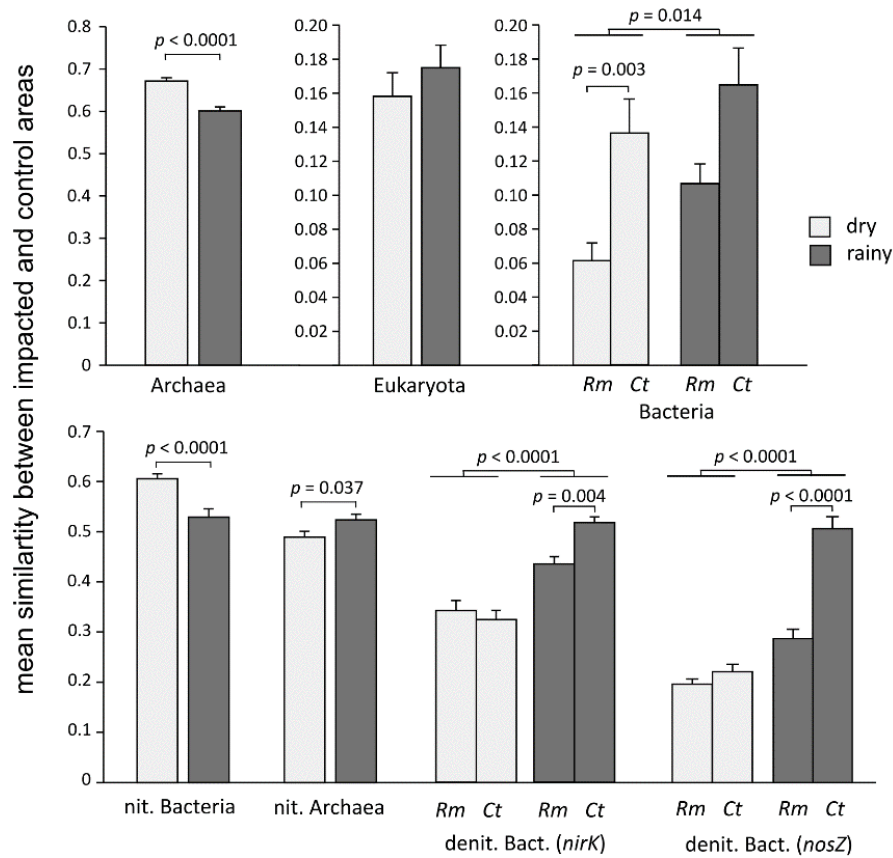 mean similartity between impacted and control areas
0.8
0.7
0.6
0.5
0.4
0.3
0.2
0.1
0
p < 0.0001
Archaea
0.20
0.18
0.16
0.14
0.12
0.10
0.08
0.06
0.04
0.02
Eukaryota
0.20
0.18
0.16
0.14
0.12
0.10
0.08
0.06
0.04
0.02
p = 0.014
p = 0.003
Rm Ct Rm Ct
Bacteria
dry
rainy
0.7
0.6
0.5
0.4
0.3
0.2
0.1
0
p < 0.0001
nit. Bacteria
p = 0.037
nit. Archaea
p < 0.0001
p = 0.004
Rm Ct Rm Ct
denit. Bact. (nirK)
p < 0.0001
p < 0.0001
Rm Ct Rm Ct
denit. Bact. (nosZ)